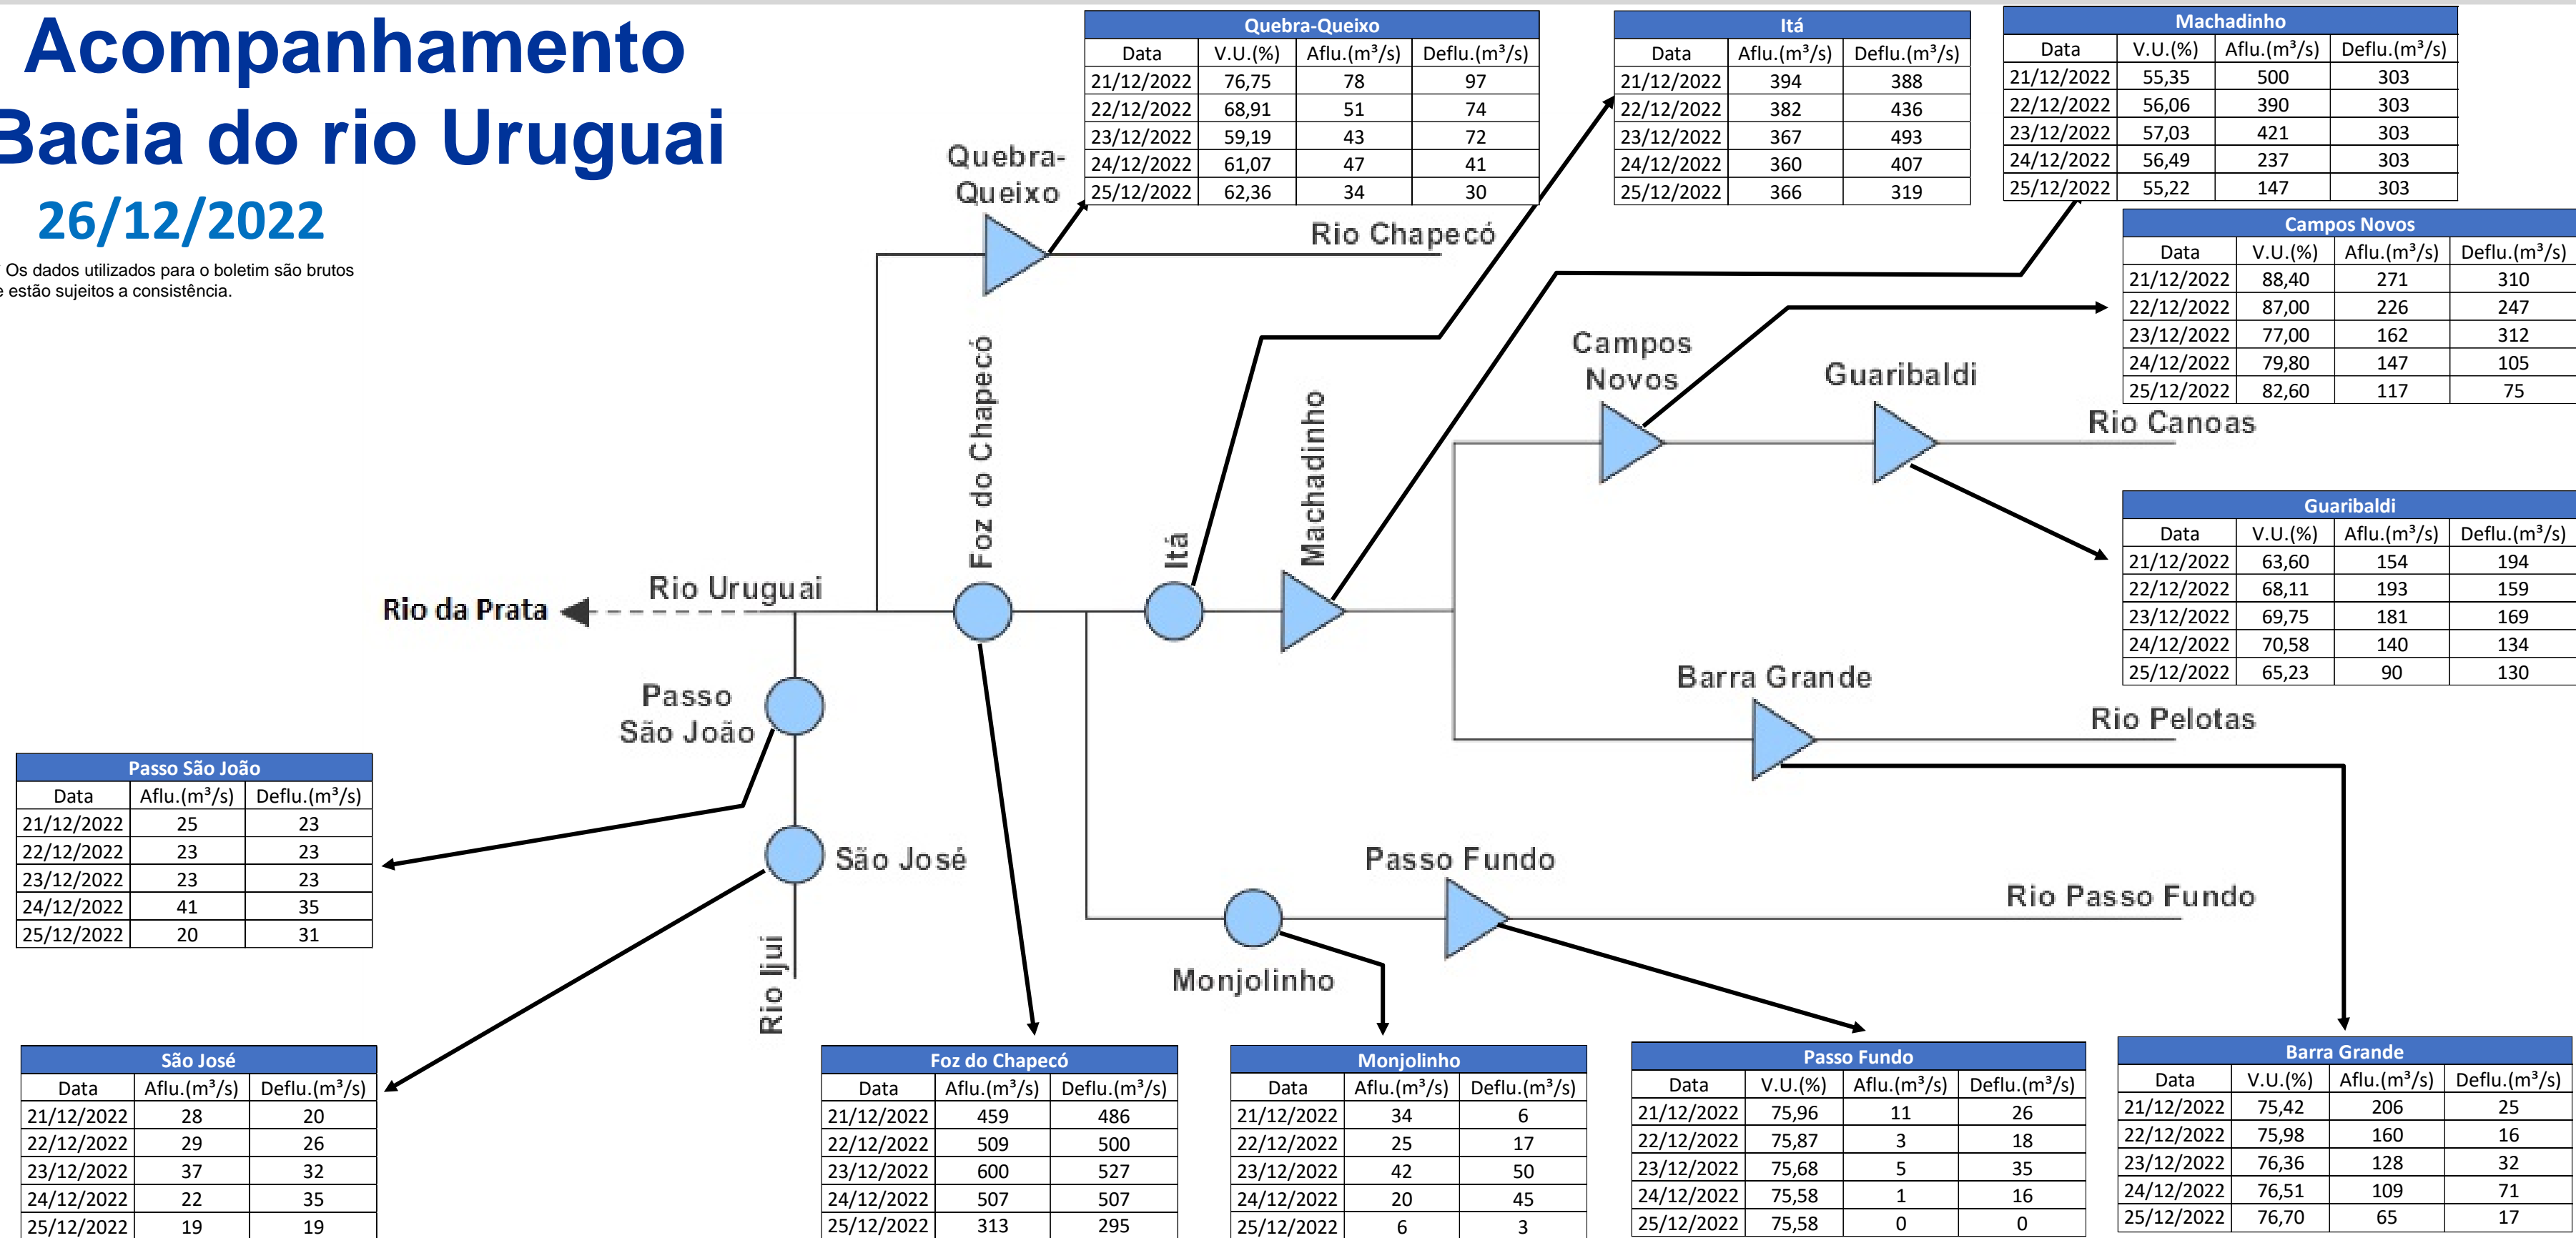 Acompanhamento
Bacia do rio Uruguai
26/12/2022
* Os dados utilizados para o boletim são brutos
e estão sujeitos a consistência.
Quebra-Queixo
Data V.U.(%) Aflu.(m³/s) Deflu.(m³/s)
21/12/2022 76,75 78 97
22/12/2022 68,91 51 74
23/12/2022 59,19 43 72
24/12/2022 61,07 47 41
25/12/2022 62,36 34 30
Itá
Data Aflu.(m³/s) Deflu.(m³/s)
21/12/2022 394 388
22/12/2022 382 436
23/12/2022 367 493
24/12/2022 360 407
25/12/2022 366 319
Machadinho
Data V.U.(%) Aflu.(m³/s) Deflu.(m³/s)
21/12/2022 55,35 500 303
22/12/2022 56,06 390 303
23/12/2022 57,03 421 303
24/12/2022 56,49 237 303
25/12/2022 55,22 147 303
Campos Novos
Data V.U.(%) Aflu.(m³/s) Deflu.(m³/s)
21/12/2022 88,40 271 310
22/12/2022 87,00 226 247
23/12/2022 77,00 162 312
24/12/2022 79,80 147 105
25/12/2022 82,60 117 75
Guaribaldi
Data V.U.(%) Aflu.(m³/s) Deflu.(m³/s)
21/12/2022 63,60 154 194
22/12/2022 68,11 193 159
23/12/2022 69,75 181 169
24/12/2022 70,58 140 134
25/12/2022 65,23 90 130
Quebra-
Queixo
Rio Chapecó
Foz do Chapecó
Itá
Machadinho
Campos
Novos
Guaribaldi
Rio Canoas
Rio da Prata
Rio Uruguai
Barra Grande
Rio Pelotas
Passo
São João
São José
Rio Ijuí
Passo Fundo
Rio Passo Fundo
Monjolinho
Passo São João
Data Aflu.(m³/s) Deflu.(m³/s)
21/12/2022 25 23
22/12/2022 23 23
23/12/2022 23 23
24/12/2022 41 35
25/12/2022 20 31
São José
Data Aflu.(m³/s) Deflu.(m³/s)
21/12/2022 28 20
22/12/2022 29 26
23/12/2022 37 32
24/12/2022 22 35
25/12/2022 19 19
Foz do Chapecó
Data Aflu.(m³/s) Deflu.(m³/s)
21/12/2022 459 486
22/12/2022 509 500
23/12/2022 600 527
24/12/2022 507 507
25/12/2022 313 295
Monjolinho
Data Aflu.(m³/s) Deflu.(m³/s)
21/12/2022 34 6
22/12/2022 25 17
23/12/2022 42 50
24/12/2022 20 45
25/12/2022 6 3
Passo Fundo
Data V.U.(%) Aflu.(m³/s) Deflu.(m³/s)
21/12/2022 75,96 11 26
22/12/2022 75,87 3 18
23/12/2022 75,68 5 35
24/12/2022 75,58 1 16
25/12/2022 75,58 0 0
Barra Grande
Data V.U.(%) Aflu.(m³/s) Deflu.(m³/s)
21/12/2022 75,42 206 25
22/12/2022 75,98 160 16
23/12/2022 76,36 128 32
24/12/2022 76,51 109 71
25/12/2022 76,70 65 17